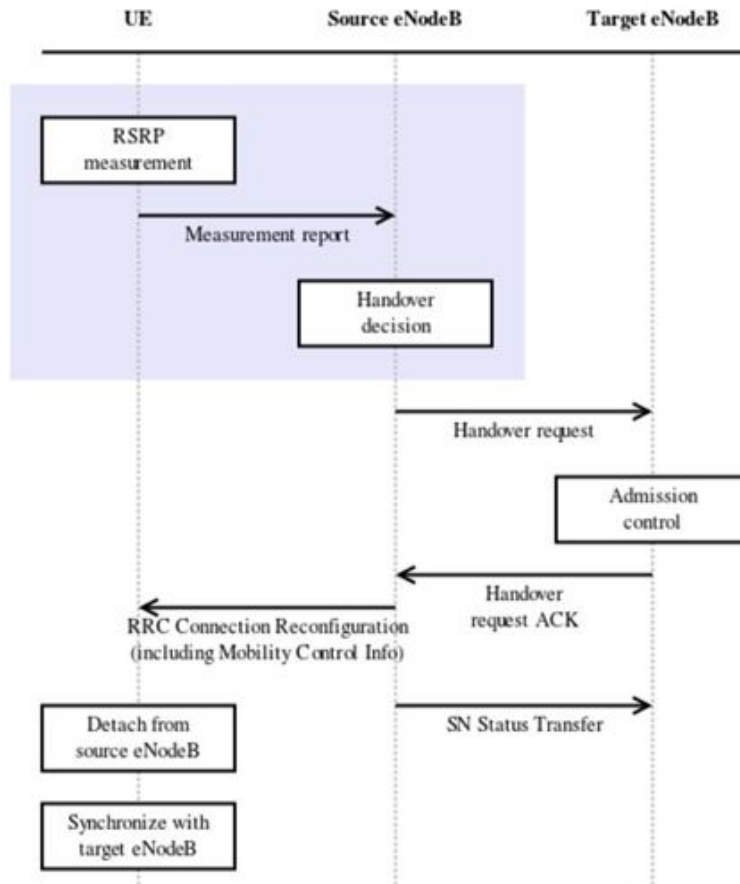 UE
Source eNodeB
Target eNodeB
RSRP
measurement
Measurement report
Handover
decision
Handover request
Admission
control
Handover
request ACK
RRC Connection Reconfiguration
(including Mobility Control Info)
Detach from
source eNodeB
SN Status Transfer
Synchronize with
target eNodeB